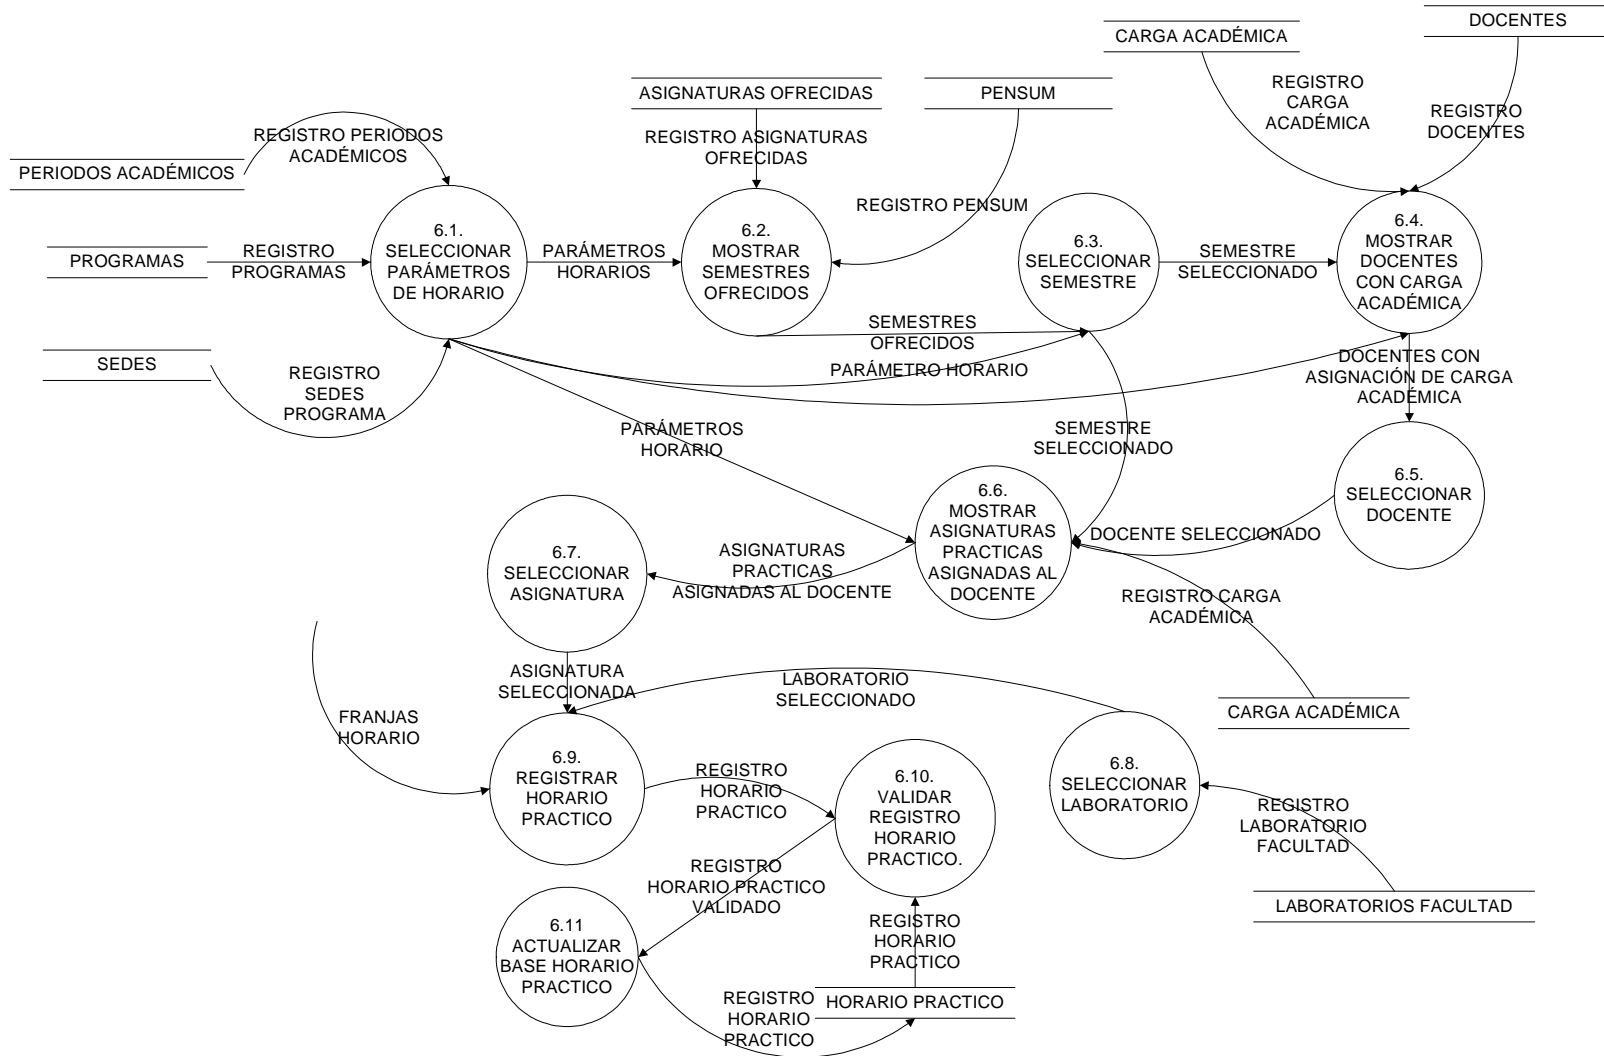 DOCENTES
CARGA ACADÉMICA
REGISTRO
CARGA
ACADÉMICA
REGISTRO
DOCENTES
ASIGNATURAS OFRECIDAS
PENSUM
REGISTRO ASIGNATURAS
OFRECIDAS
REGISTRO PERIODOS
ACADÉMICOS
PERIODOS ACADÉMICOS
REGISTRO PENSUM
6.1.
SELECCIONAR
PARÁMETROS
DE HORARIO
6.2.
MOSTRAR
SEMESTRES
OFRECIDOS
6.3.
SELECCIONAR
SEMESTRE
6.4.
MOSTRAR
DOCENTES
CON CARGA
ACADÉMICA
PROGRAMAS
REGISTRO
PROGRAMAS
PARÁMETROS
HORARIOS
SEMESTRE
SELECCIONADO
SEMESTRES
OFRECIDOS
PARÁMETRO HORARIO
SEDES
REGISTRO
SEDES
PROGRAMA
DOCENTES CON
ASIGNACIÓN DE CARGA
ACADÉMICA
PARÁMETROS
HORARIO
SEMESTRE
SELECCIONADO
6.5.
SELECCIONAR
DOCENTE
6.6.
MOSTRAR
ASIGNATURAS
PRACTICAS
ASIGNADAS AL
DOCENTE
DOCENTE SELECCIONADO
6.7.
SELECCIONAR
ASIGNATURA
ASIGNATURAS
PRACTICAS
ASIGNADAS AL DOCENTE
REGISTRO CARGA
ACADÉMICA
ASIGNATURA
SELECCIONADA
LABORATORIO
SELECCIONADO
CARGA ACADÉMICA
FRANJAS
HORARIO
6.9.
REGISTRAR
HORARIO
PRACTICO
REGISTRO
HORARIO
PRACTICO
6.10.
VALIDAR
REGISTRO
HORARIO
PRACTICO.
6.8.
SELECCIONAR
LABORATORIO
REGISTRO
LABORATORIO
FACULTAD
REGISTRO
HORARIO PRACTICO
VALIDADO
LABORATORIOS FACULTAD
6.11
ACTUALIZAR
BASE HORARIO
PRACTICO
REGISTRO
HORARIO
PRACTICO
REGISTRO
HORARIO
PRACTICO
HORARIO PRACTICO